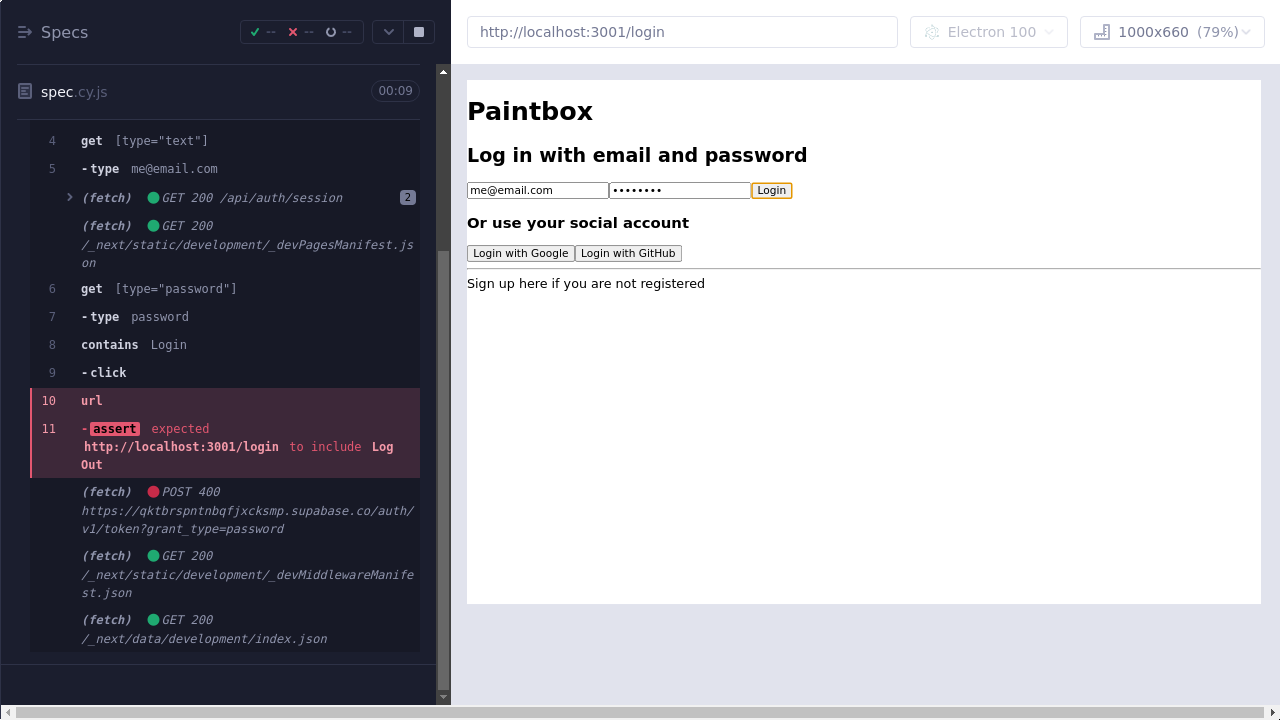 Specs
-- -- --
spec.cy.js 00:09
4 get [type="text"]
5 -type me@email.com
(fetch) GET 200 /api/auth/session 2
(fetch) GET 200
/_next/static/development/_devPagesManifest.js
on
6 get [type="password"]
7 -type password
8 contains Login
9 -click
10 url
11 -assert expected
http://localhost:3001/login to include Log
Out
(fetch) POST 400
https://qktbrspntnbqfjxcksmp.supabase.co/auth/
v1/token?grant_type=password
(fetch) GET 200
/_next/static/development/_devMiddlewareManife
st.json
(fetch) GET 200
/_next/data/development/index.json
http://localhost:3001/login
Electron 100
1000x660 (79%)
Paintbox
Log in with email and password
me@email.com •••••••• Login
Or use your social account
Login with Google Login with GitHub
Sign up here if you are not registered